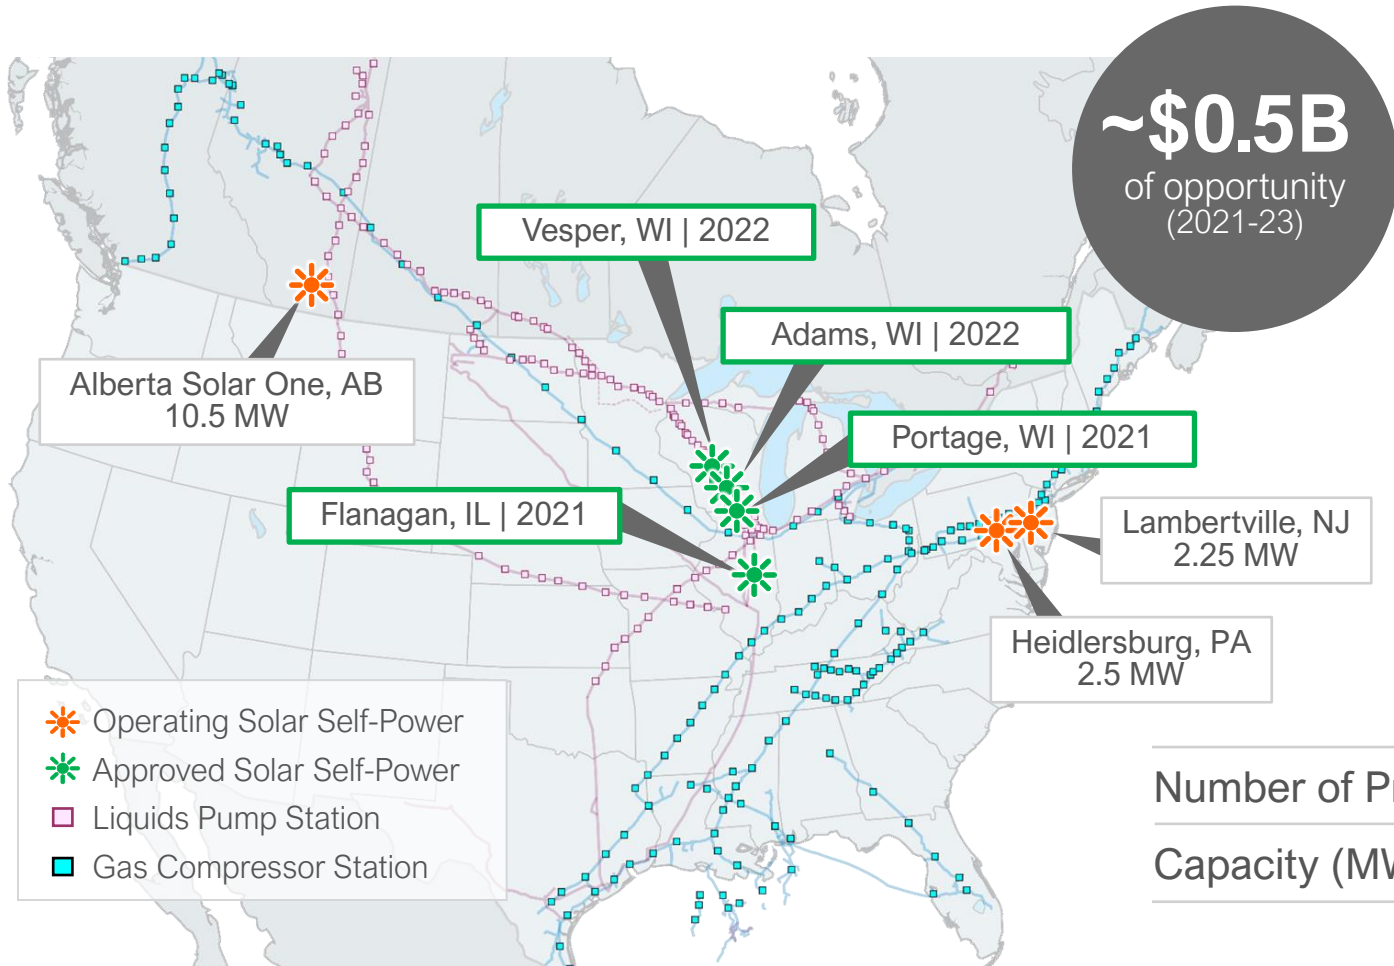 ~$0.5B
of opportunity
(2021-23)
Vesper, WI | 2022
Adams, WI | 2022
Alberta Solar One, AB
10.5 MW
Portage, WI | 2021
Flanagan, IL | 2021
Lambertville, NJ
2.25 MW
Heidlersburg, PA
2.5 MW
Operating Solar Self-Power
Approved Solar Self-Power
Liquids Pump Station
Gas Compressor Station
Number of
Capacity